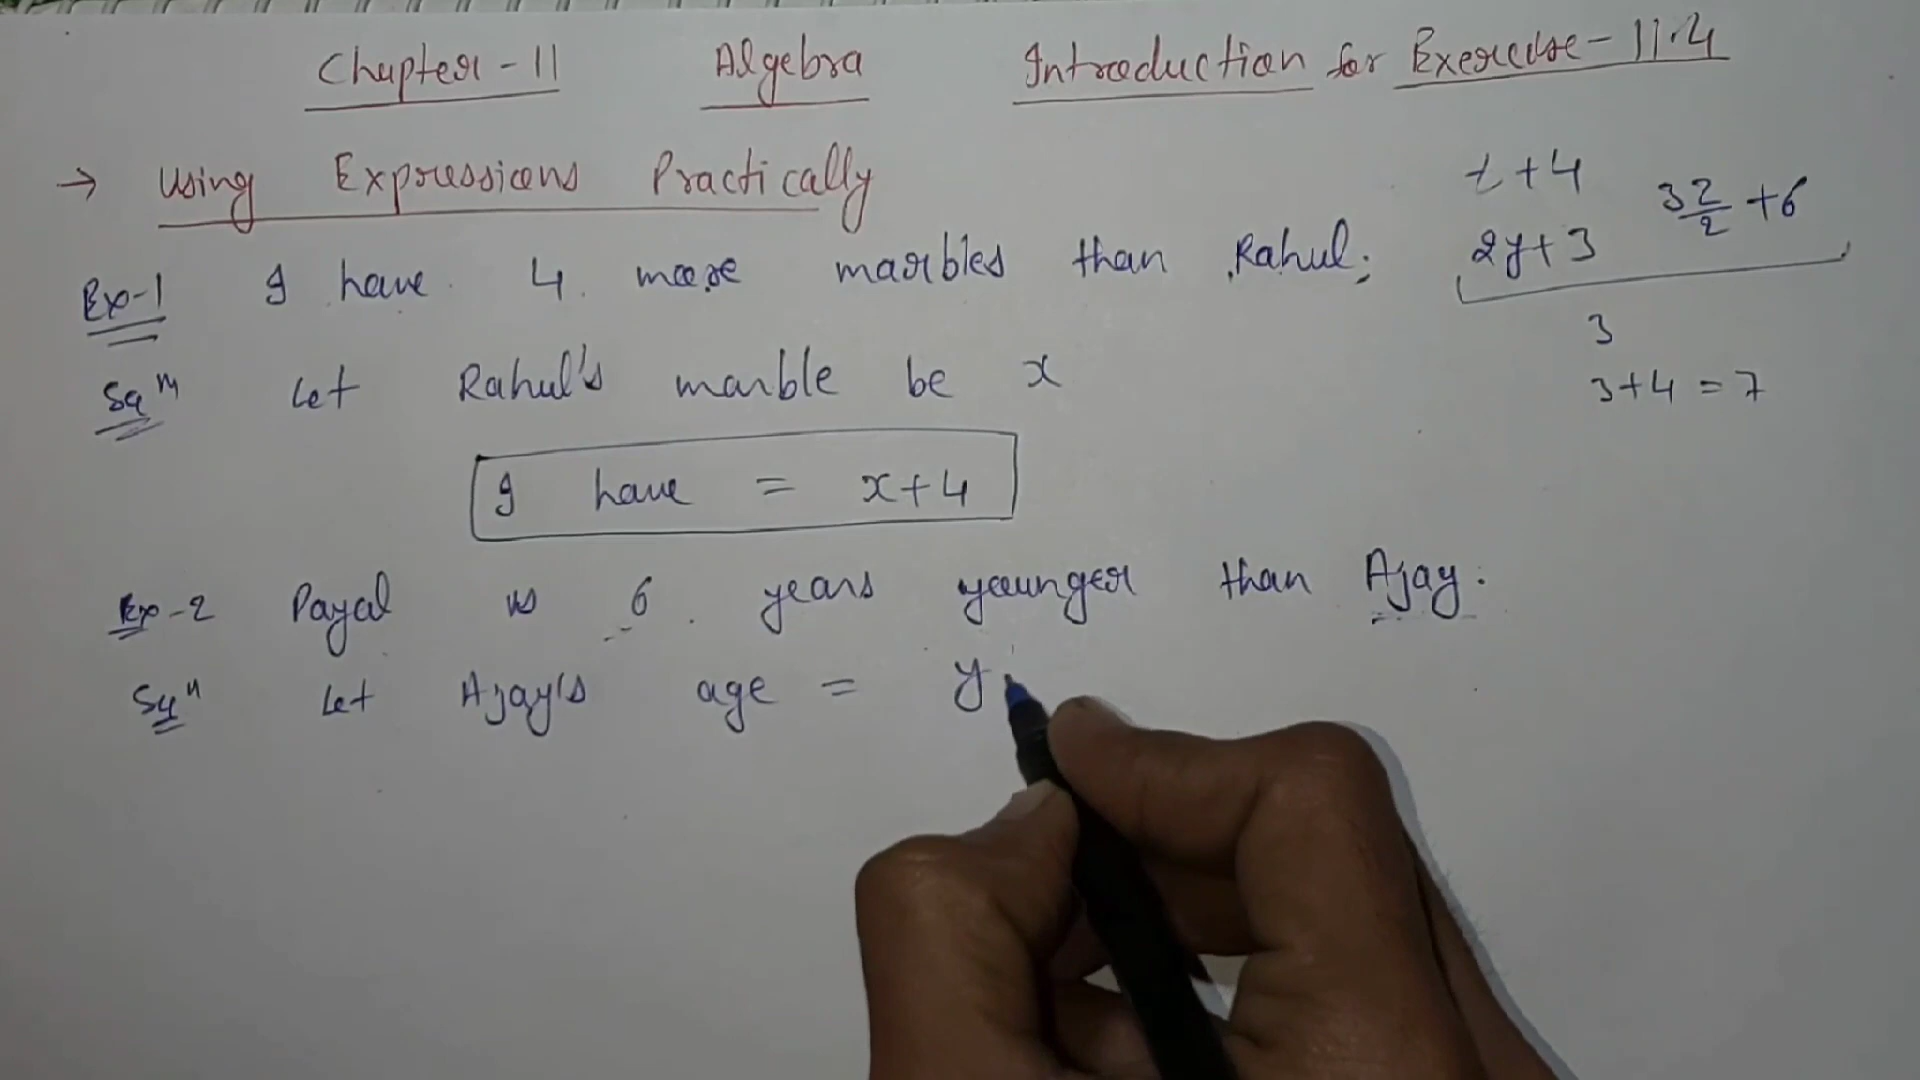 Chapter - 11 Algebra Introduction for Exercise - 11.4
→ Using Expressions Practically
t + 4
2y + 3
3z/2 + 6
Ex-1 I have 4 more marbles than Rahul.
3
3 + 4 = 7
Solⁿ Let Rahul's marble be x
I have = x + 4
Ex-2 Payal is 6 years younger than Ajay.
Solⁿ Let Ajay's age = y